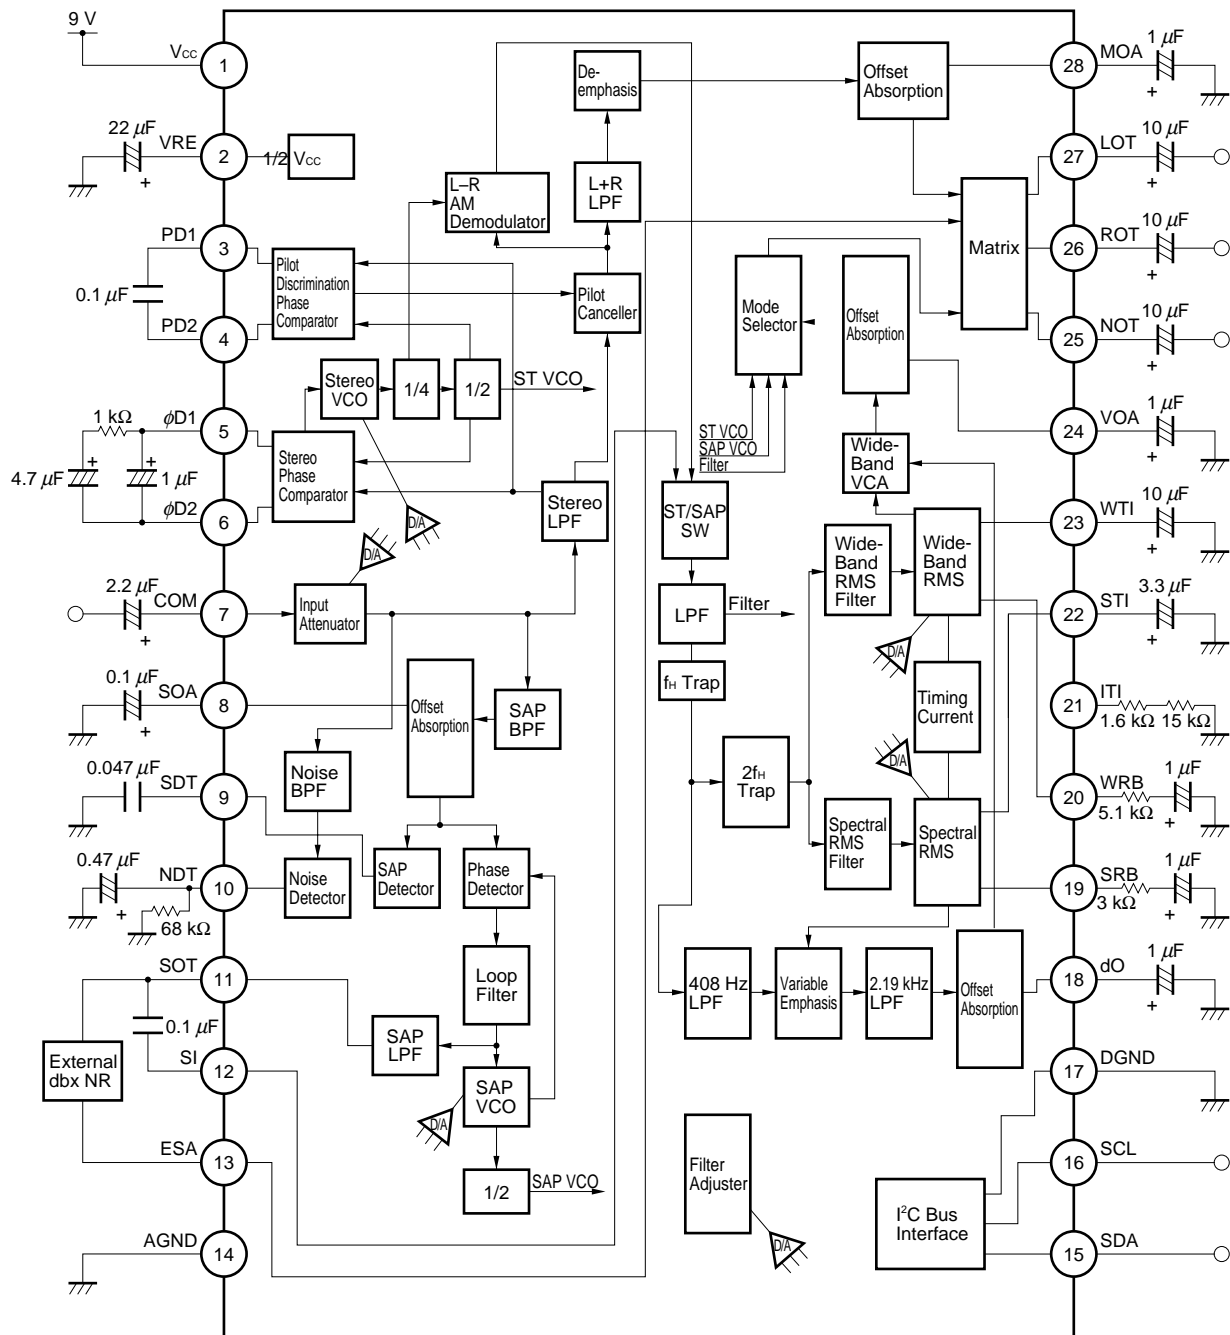 9 V
VCC
1
22 μF
VRE
2
1/2 VCC
PD1
3
0.1 μF
PD2
4
1 kΩ
φD1
5
4.7 μF
1 μF
φD2
6
2.2 μF
COM
7
0.1 μF
SOA
8
0.047 μF
SDT
9
0.47 μF
NDT
10
68 kΩ
SOT
11
0.1 μF
SI
12
External
dbx NR
ESA
13
AGND
14
Pilot
Discrimination
Phase
Comparator
Stereo
VCO
1/4
1/2
ST VCO
Stereo
Phase
Comparator
D/A
D/A
Input
Attenuator
L–R
AM
Demodulator
De-
emphasis
L+R
LPF
Pilot
Canceller
Stereo
LPF
Offset
Absorption
SAP
BPF
Noise
BPF
Noise
Detector
SAP
Detector
Phase
Detector
Loop
Filter
SAP
LPF
SAP
VCO
D/A
1/2
SAP VCO
Offset
Absorption
Matrix
Mode
Selector
Offset
Absorption
ST VCO
SAP VCO
Filter
Wide-
Band
VCA
ST/SAP
SW
LPF
Filter
fH Trap
Wide-
Band
RMS
Filter
Wide-
Band
RMS
D/A
Timing
Current
D/A
2fH
Trap
Spectral
RMS
Filter
Spectral
RMS
408 Hz
LPF
Variable
Emphasis
2.19 kHz
LPF
Offset
Absorption
Filter
Adjuster
D/A
I2C Bus
Interface
28
MOA
1 μF
27
LOT
10 μF
26
ROT
10 μF
25
NOT
10 μF
24
VOA
1 μF
23
WTI
10 μF
22
STI
3.3 μF
21
ITI
1.6 kΩ
15 kΩ
20
WRB
5.1 kΩ
1 μF
19
SRB
3 kΩ
1 μF
18
dO
1 μF
17
DGND
16
SCL
15
SDA